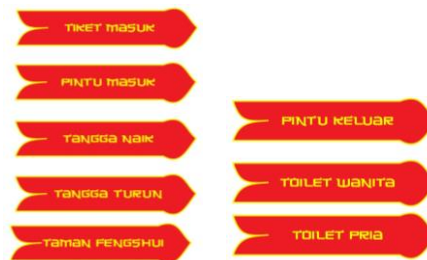 TIKET MASUK
PINTU MASUK
TANGGA NAIK
TANGGA TURUN
TAMAN FENGSHUI
PINTU KELUAR
TOILET WANITA
TOILET PRIA